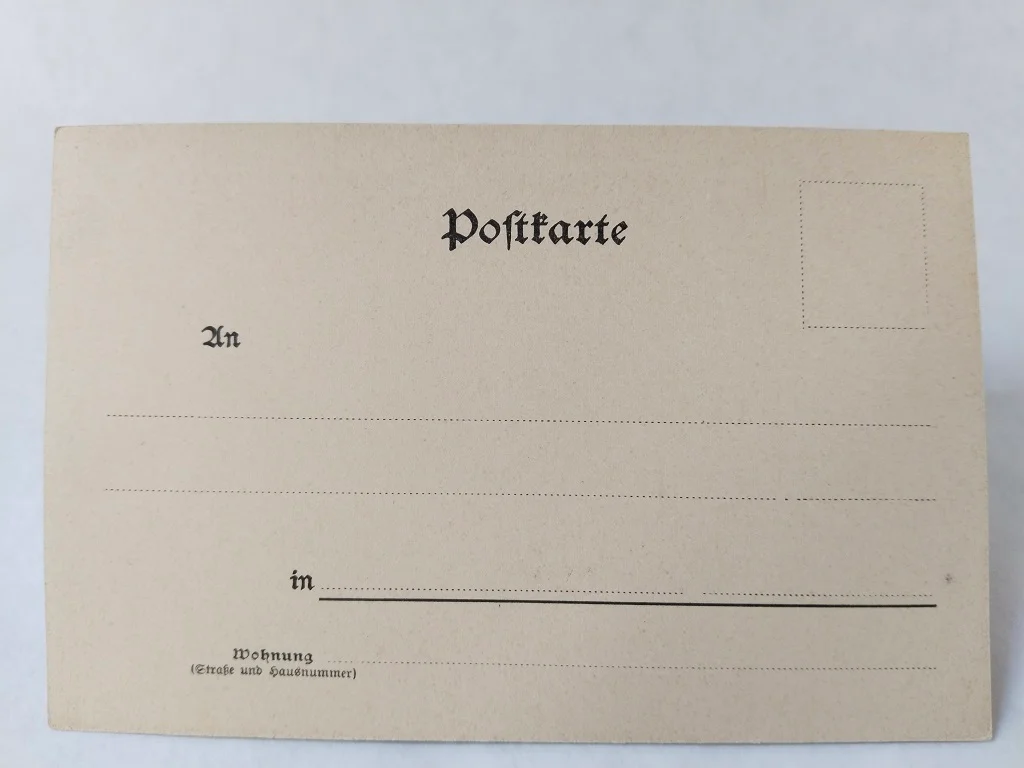 Poſtkarte
An
in
Wohnung
(Straße und Hausnummer)